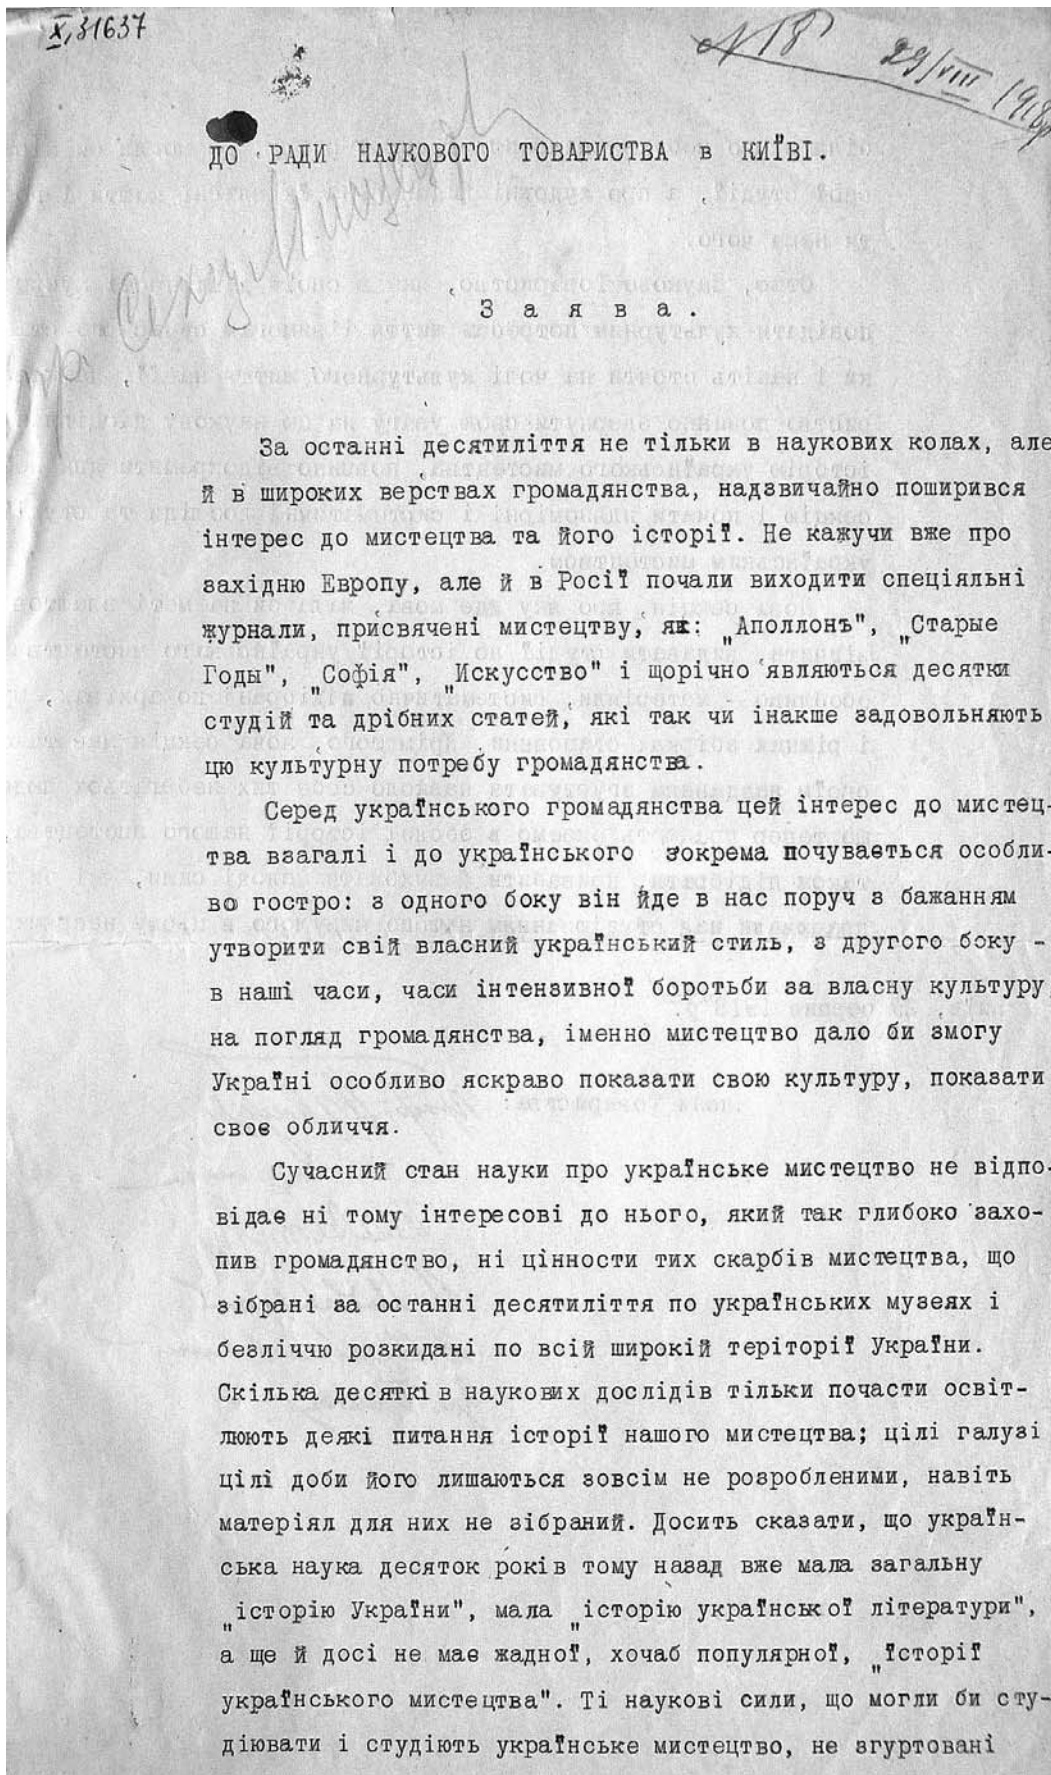 X,31637
№ 18
29/VIII 1918р
ДО РАДИ НАУКОВОГО ТОВАРИСТВА в КИЇВІ.
З а я в а .
За останні десятиліття не тільки в наукових колах, але
й в широких верствах громадянства, надзвичайно поширився
інтерес до мистецтва та його історії. Не кажучи вже про
західню Европу, але й в Росії почали виходити спеціяльні
журнали, присвячені мистецтву, як: „Аполлонъ", „Старые
Годы", „Софія", „Искусство" і щорічно являються десятки
студій та дрібних статей, які так чи інакше задовольняють
цю культурну потребу громадянства.
Серед українського громадянства цей інтерес до мистец-
тва взагалі і до українського зокрема почувається особли-
во гостро: з одного боку він йде в нас поруч з бажанням
утворити свій власний український стиль, з другого боку -
в наші часи, часи інтензивної боротьби за власну культуру
на погляд громадянства, іменно мистецтво дало би змогу
Україні особливо яскраво показати свою культуру, показати
своє обличчя.
Сучасний стан науки про українське мистецтво не відпо-
відає ні тому інтересові до нього, який так глибоко захо-
пив громадянство, ні цінности тих скарбів мистецтва, що
зібрані за останні десятиліття по українських музеях і
безліччю розкидані по всій широкій теріторії України.
Скілька десятків наукових дослідів тільки почасти освіт-
люють деякі питання історії нашого мистецтва; цілі галузі
цілі доби його лишаються зовсім не розробленими, навіть
матеріял для них не зібраний. Досить сказати, що україн-
ська наука десяток років тому назад вже мала загальну
„історію України", мала „історію української літератури",
а ще й досі не має жадної, хочаб популярної, „Історії
українського мистецтва". Ті наукові сили, що могли би сту-
діювати і студіють українське мистецтво, не згуртовані